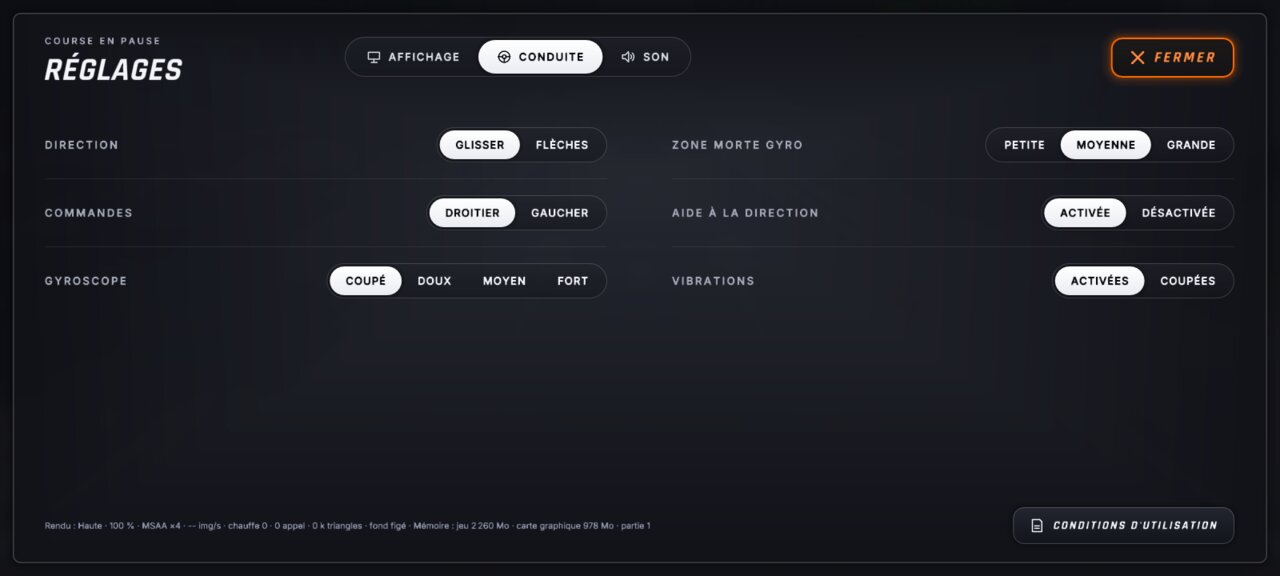 COURSE EN PAUSE
RÉGLAGES
AFFICHAGE CONDUITE SON
FERMER
DIRECTION GLISSER FLÈCHES
ZONE MORTE GYRO PETITE MOYENNE GRANDE
COMMANDES DROITIER GAUCHER
AIDE À LA DIRECTION ACTIVÉE DÉSACTIVÉE
GYROSCOPE COUPÉ DOUX MOYEN FORT
VIBRATIONS ACTIVÉES COUPÉES
Rendu : Haute · 100 % · MSAA ×4 · -- img/s · chauffe 0 · 0 appel · 0 k triangles · fond figé · Mémoire : jeu 2 260 Mo · carte graphique 978 Mo · partie 1
CONDITIONS D'UTILISATION